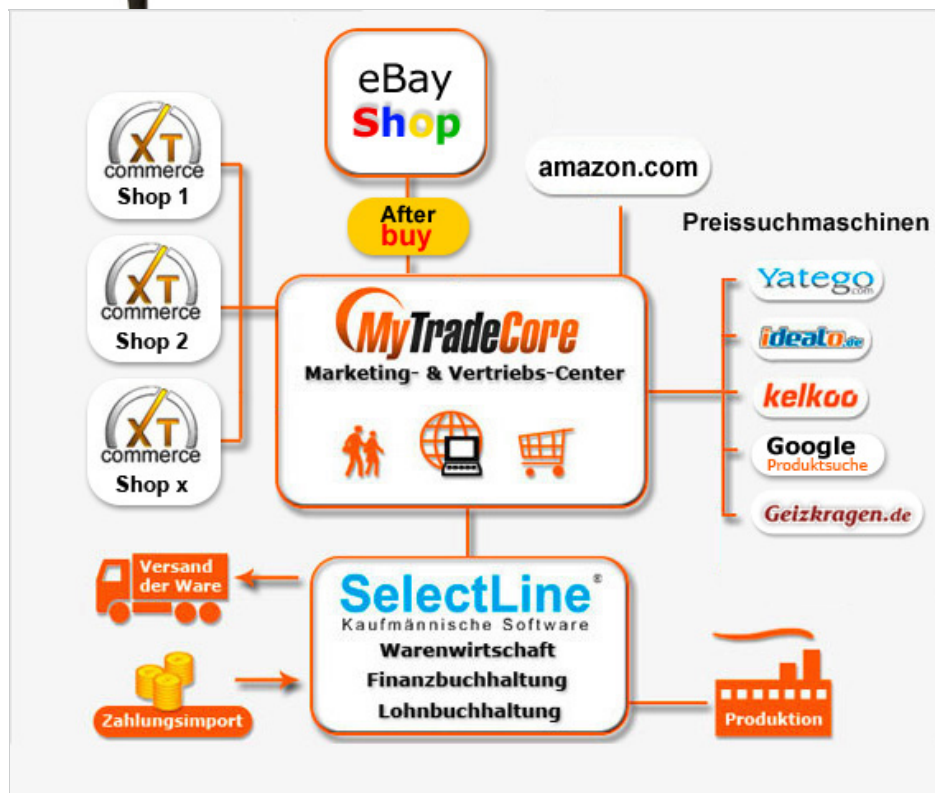 eBay
Shop
XT
commerce
Shop 1
amazon.com
After
buy
Preissuchmaschinen
XT
commerce
Shop 2
Yatego
.com
MyTradeCore
Marketing- & Vertriebs-Center
idealo.de
kelkoo
XT
commerce
Shop x
Google
Produktsuche
Geizkragen.de
Versand
der Ware
SelectLine®
Kaufmännische Software
Warenwirtschaft
Finanzbuchhaltung
Lohnbuchhaltung
Zahlungsimport
Produktion